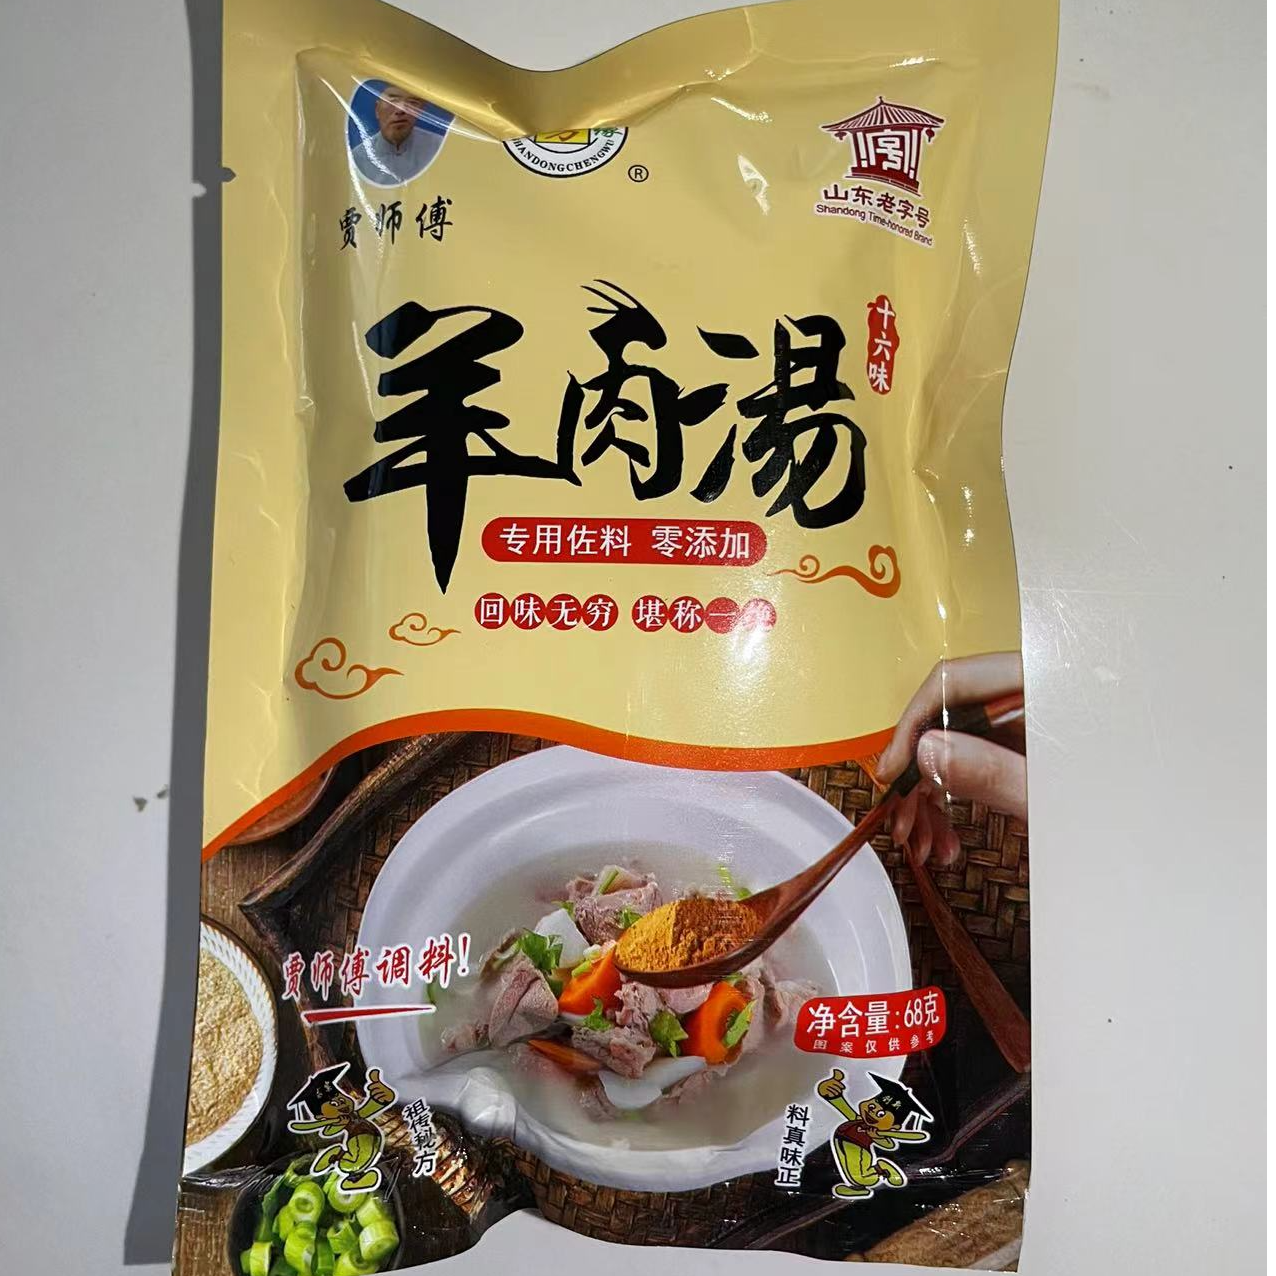 SHANDONGCHENGWU
®
贾师傅
山东老字号
Shandong Time-honored Brand
羊肉汤
十六味
专用佐料 零添加
回味无穷 堪称一
贾师傅调料!
净含量:68克
图案仅供参考
祖传秘方
料真味正